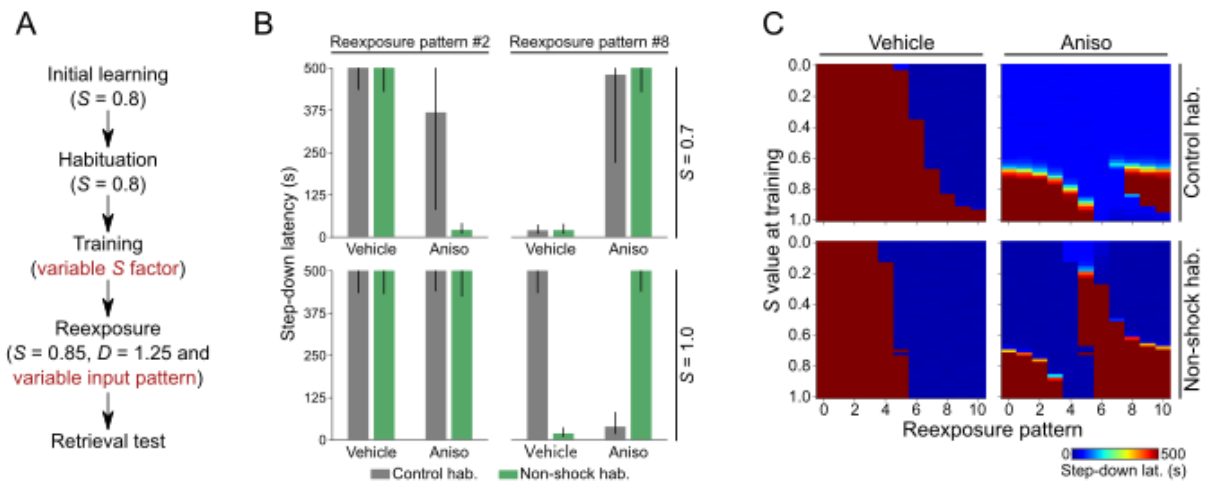 A
Initial learning
(S = 0.8)
Habituation
(S = 0.8)
Training
(variable S factor)
Reexposure
(S = 0.85, D = 1.25 and
variable input pattern)
Retrieval test
B
Reexposure pattern #2
Reexposure pattern #8
Step-down latency (s)
500
375
250
125
0
Vehicle
Aniso
Vehicle
Aniso
S = 0.7
500
375
250
125
0
Vehicle
Aniso
Vehicle
Aniso
S = 1.0
Control hab.
Non-shock hab.
C
Vehicle
Aniso
S value at training
0.0
0.2
0.4
0.6
0.8
1.0
Control hab.
0.0
0.2
0.4
0.6
0.8
1.0
Non-shock hab.
0 2 4 6 8 10
0 2 4 6 8 10
Reexposure pattern
0 500
Step-down lat. (s)